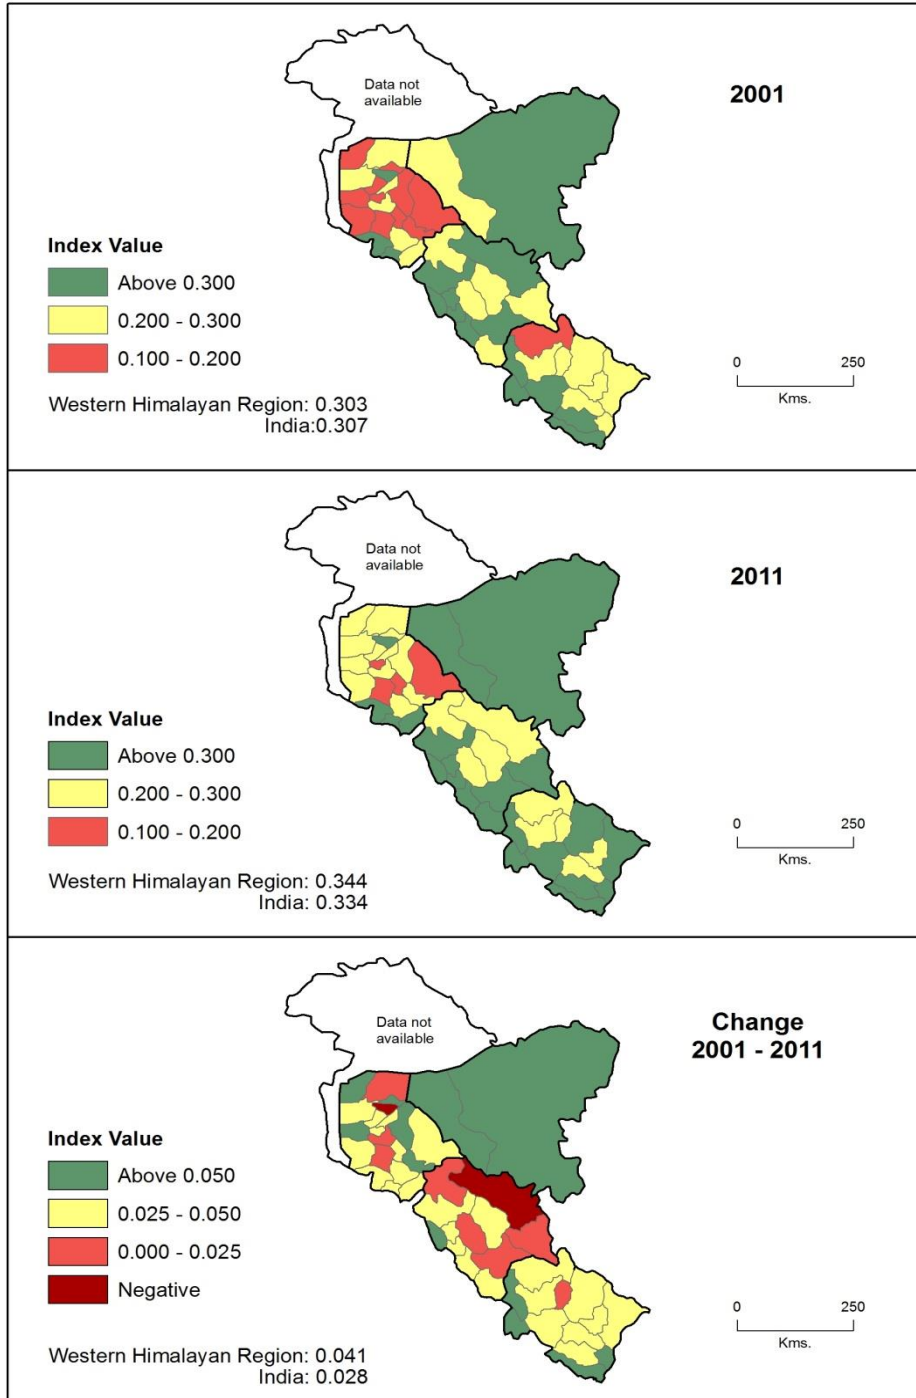 Data not
available
2001
Index Value
Above 0.300
0.200 - 0.300
0.100 - 0.200
Western Himalayan Region: 0.303
India:0.307
0 250
Kms.
Data not
available
2011
Index Value
Above 0.300
0.200 - 0.300
0.100 - 0.200
Western Himalayan Region: 0.344
India: 0.334
0 250
Kms.
Data not
available
Change
2001 - 2011
Index Value
Above 0.050
0.025 - 0.050
0.000 - 0.025
Negative
Western Himalayan Region: 0.041
India: 0.028
0 250
Kms.